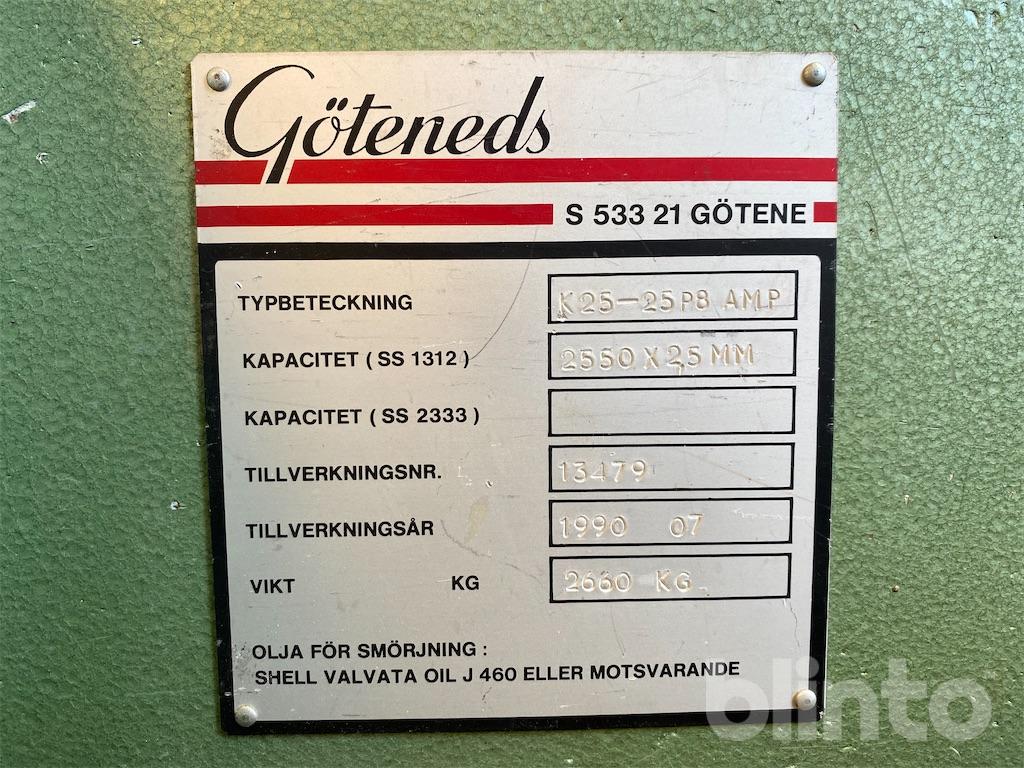 Göteneds
S 533 21 GÖTENE
TYPBETECKNING K25-25P8 AMP
KAPACITET ( SS 1312 ) 2550 X 25 MM
KAPACITET ( SS 2333 )
TILLVERKNINGSNR. 13479
TILLVERKNINGSÅR 1990 07
VIKT KG 2660 KG
OLJA FÖR SMÖRJNING :
SHELL VALVATA OIL J 460 ELLER MOTSVARANDE
blinto